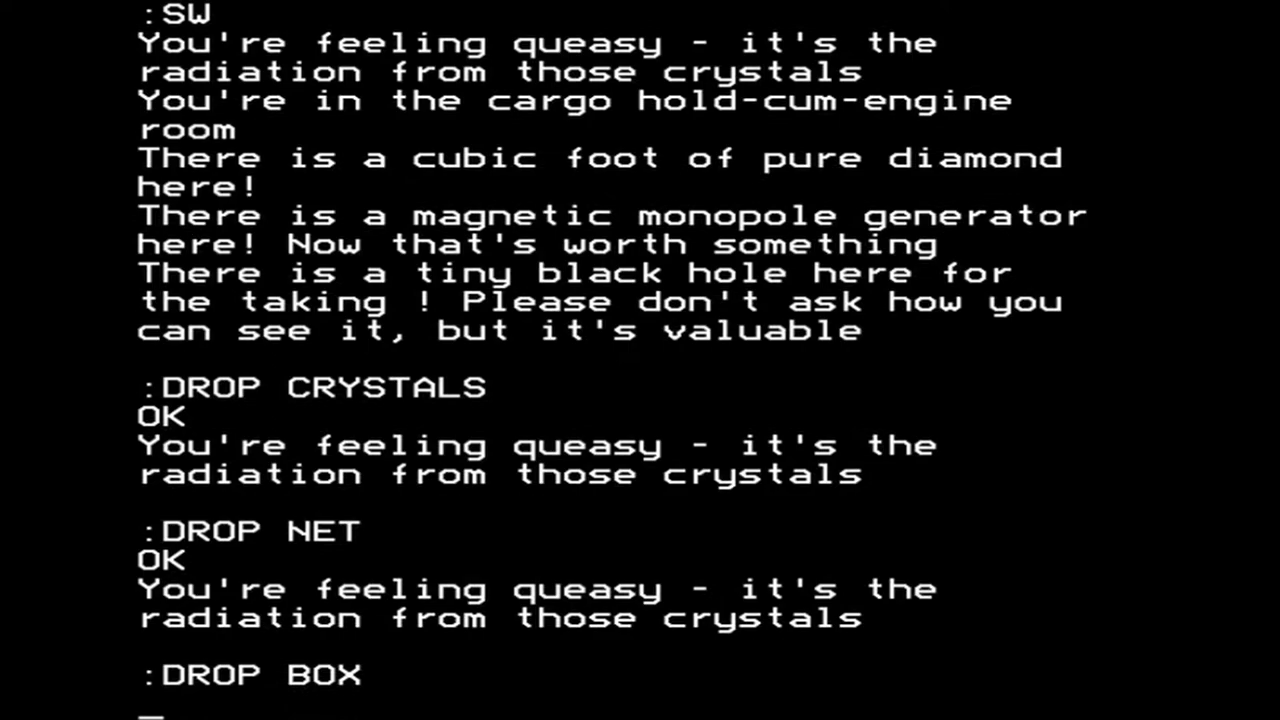 :SW
You're feeling queasy - it's the
radiation from those crystals
You're in the cargo hold-cum-engine
room
There is a cubic foot of pure diamond
here!
There is a magnetic monopole generator
here! Now that's worth something
There is a tiny black hole here for
the taking ! Please don't ask how you
can see it, but it's valuable
:DROP CRYSTALS
OK
You're feeling queasy - it's the
radiation from those crystals
:DROP NET
OK
You're feeling queasy - it's the
radiation from those crystals
:DROP BOX
_